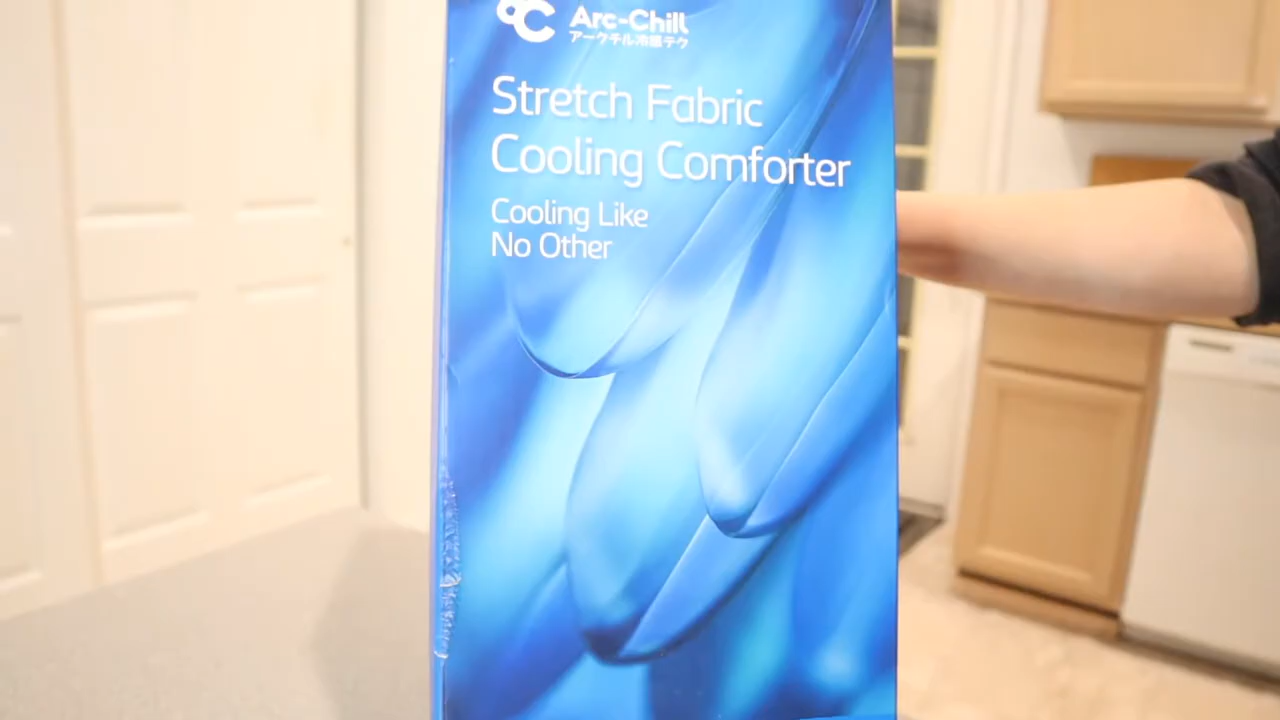 °C Arc-Chill
アークチル冷感テク
Stretch Fabric
Cooling Comforter
Cooling Like
No Other